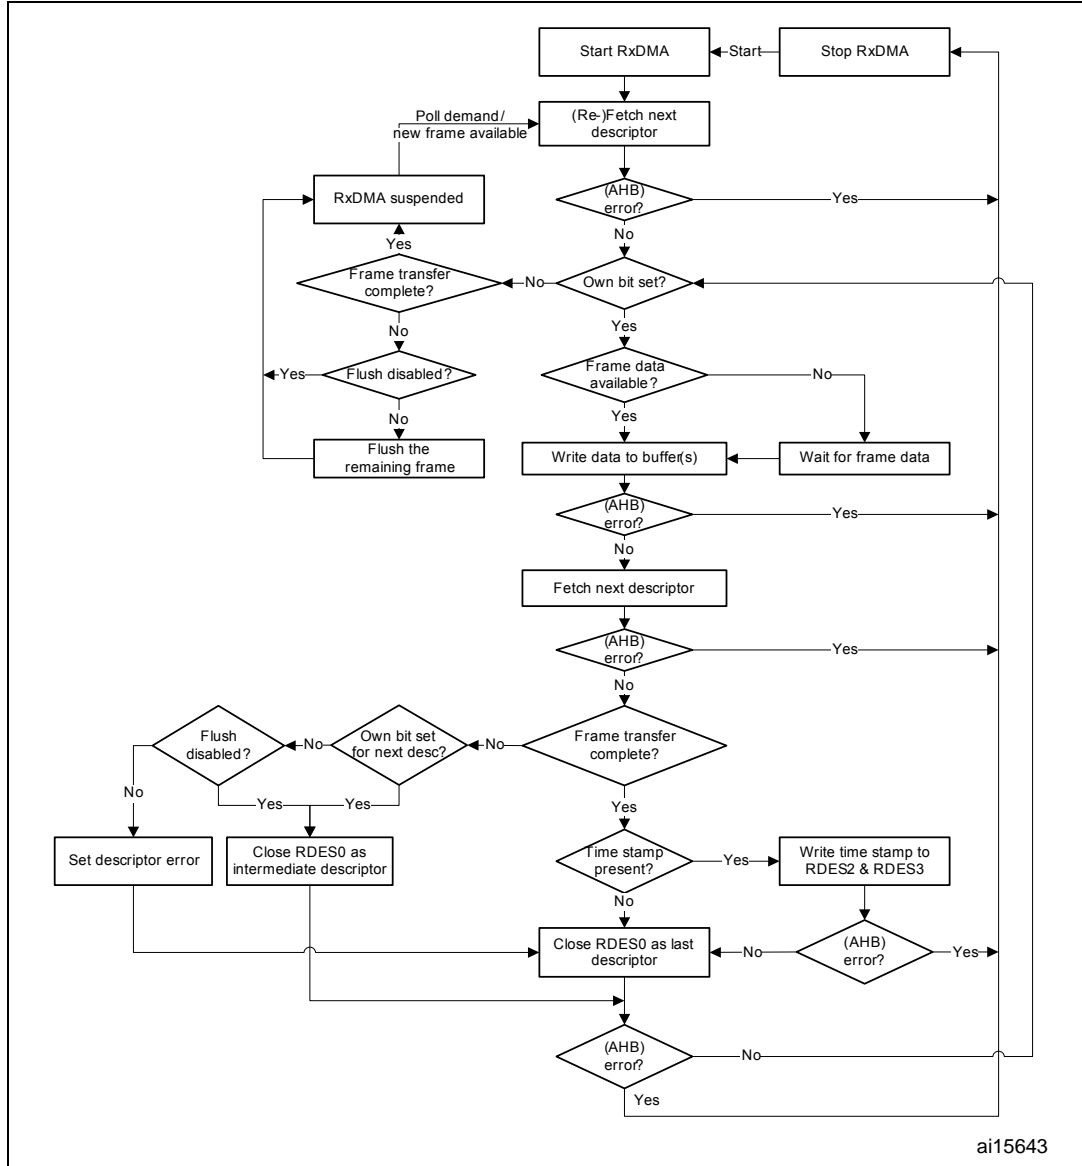 Start RxDMA
Start
Stop RxDMA
Poll demand /
new frame available
(Re-)Fetch next
descriptor
RxDMA suspended
(AHB)
error?
Yes
No
Yes
Frame transfer
complete?
No
Own bit set?
No
Yes
Yes
Flush disabled?
Frame data
available?
No
No
Yes
Flush the
remaining frame
Write data to buffer(s)
Wait for frame data
(AHB)
error?
Yes
No
Fetch next descriptor
(AHB)
error?
Yes
No
Flush
disabled?
No
Own bit set
for next desc?
No
Frame transfer
complete?
No
Yes
Yes
Yes
Set descriptor error
Close RDES0 as
intermediate descriptor
Time stamp
present?
Yes
Write time stamp to
RDES2 & RDES3
No
Close RDES0 as last
descriptor
No
(AHB)
error?
Yes
(AHB)
error?
No
Yes
ai15643